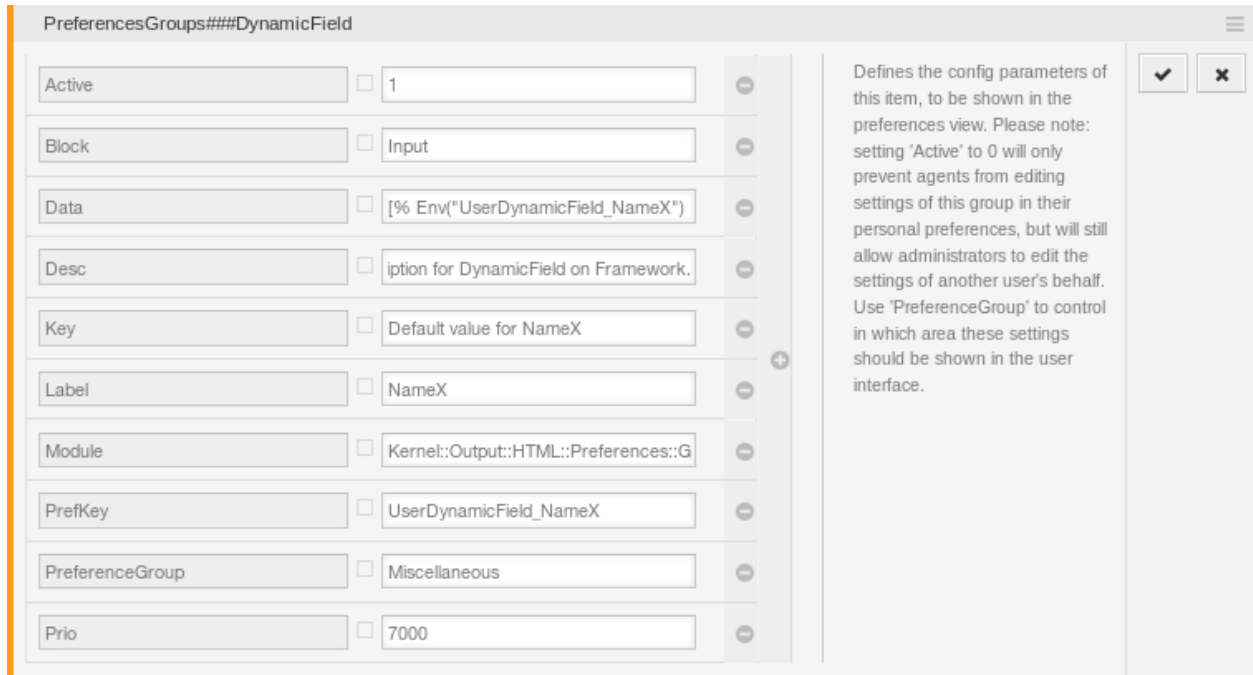 PreferencesGroups###DynamicField
Active 1
Block Input
Data [% Env("UserDynamicField_NameX")
Desc iption for DynamicField on Framework.
Key Default value for NameX
Label NameX
Module Kernel::Output::HTML::Preferences::G
PrefKey UserDynamicField_NameX
PreferenceGroup Miscellaneous
Prio 7000
Defines the config parameters of
this item, to be shown in the
preferences view. Please note:
setting 'Active' to 0 will only
prevent agents from editing
settings of this group in their
personal preferences, but will still
allow administrators to edit the
settings of another user's behalf.
Use 'PreferenceGroup' to control
in which area these settings
should be shown in the user
interface.